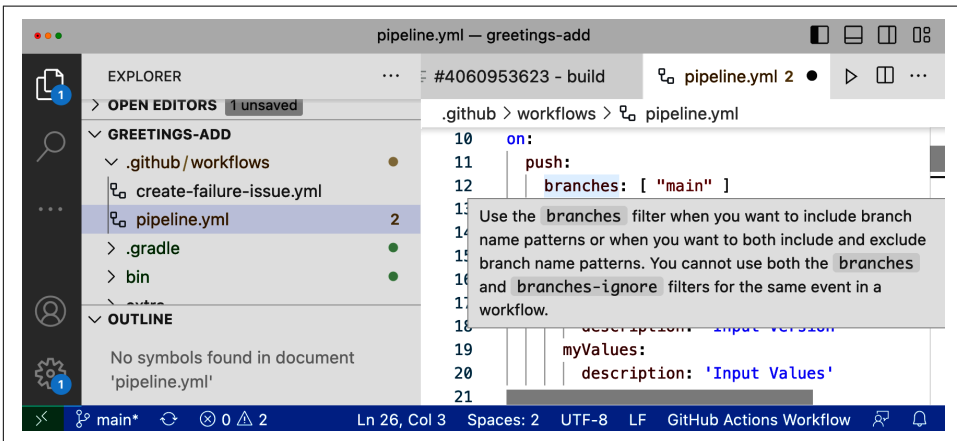 pipeline.yml — greetings-add
EXPLORER
OPEN EDITORS 1 unsaved
GREETINGS-ADD
.github/workflows
create-failure-issue.yml
pipeline.yml 2
.gradle
bin
OUTLINE
No symbols found in document
'pipeline.yml'
1
1
#4060953623 - build
pipeline.yml 2
.github > workflows > pipeline.yml
10 on:
11 push:
12 branches: [ "main" ]
Use the branches filter when you want to include branch
name patterns or when you want to both include and exclude
branch name patterns. You cannot use both the branches
and branches-ignore filters for the same event in a
workflow.
18 description: 'Input Version'
19 myValues:
20 description: 'Input Values'
21
main* 0 2 Ln 26, Col 3 Spaces: 2 UTF-8 LF GitHub Actions Workflow